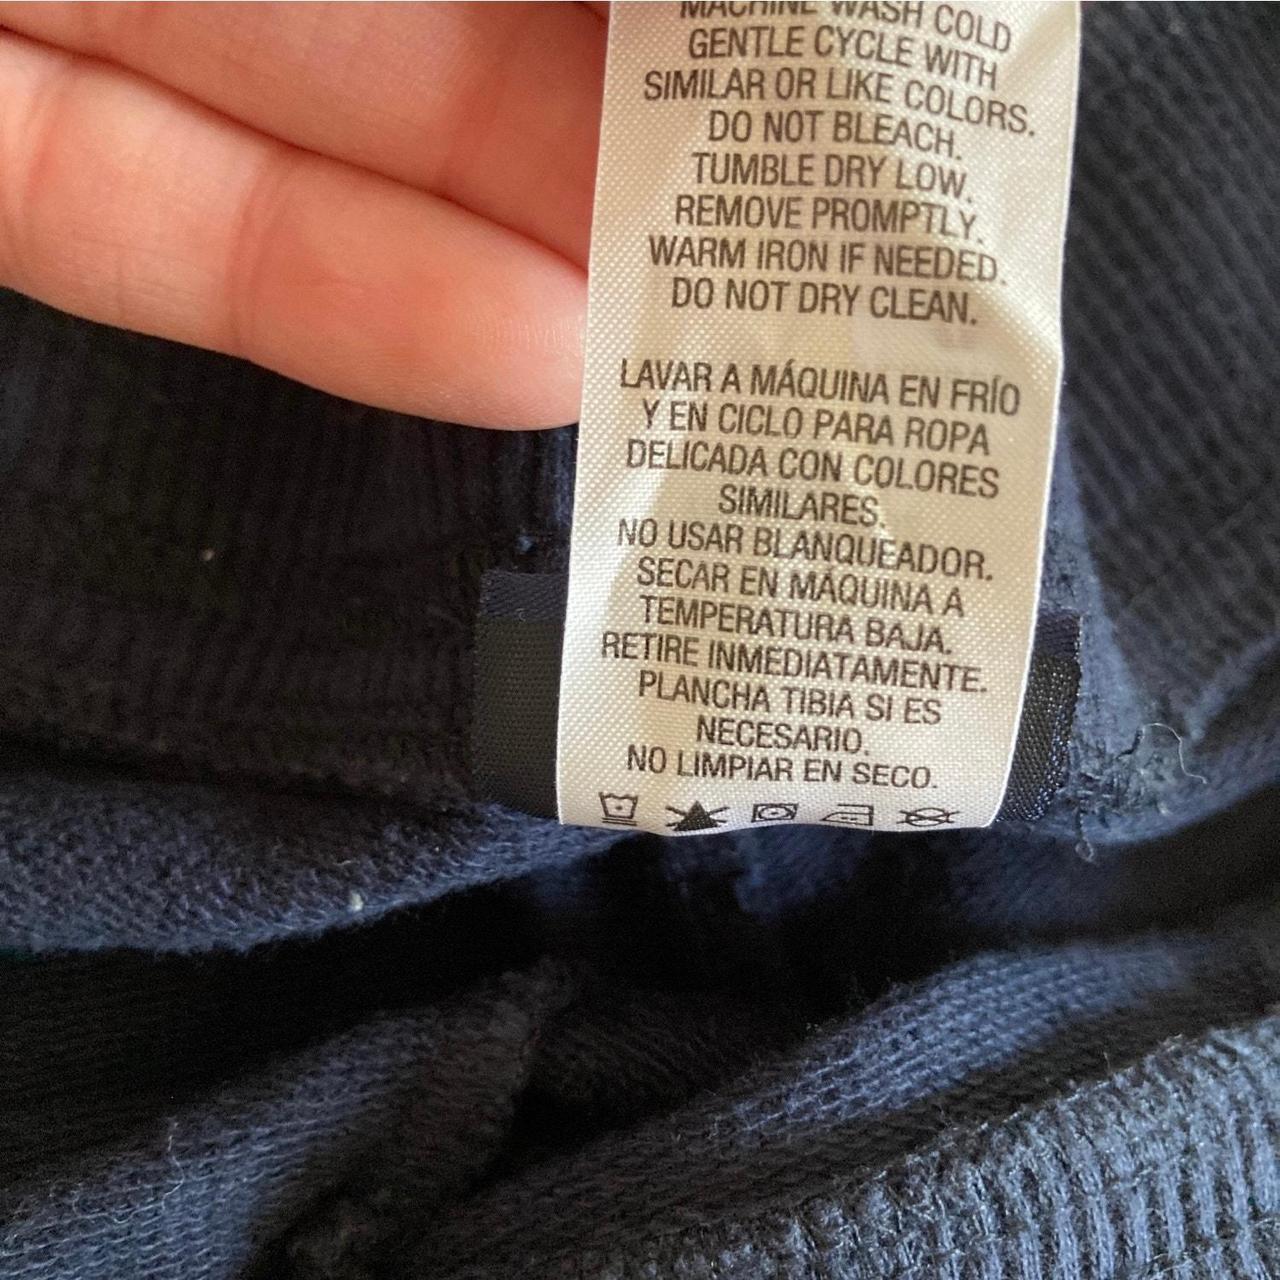 MACHINE WASH COLD
GENTLE CYCLE WITH
SIMILAR OR LIKE COLORS.
DO NOT BLEACH.
TUMBLE DRY LOW.
REMOVE PROMPTLY.
WARM IRON IF NEEDED.
DO NOT DRY CLEAN.
LAVAR A MÁQUINA EN FRÍO
Y EN CICLO PARA ROPA
DELICADA CON COLORES
SIMILARES.
NO USAR BLANQUEADOR.
SECAR EN MÁQUINA A
TEMPERATURA BAJA.
RETIRE INMEDIATAMENTE.
PLANCHA TIBIA SI ES
NECESARIO.
NO LIMPIAR EN SECO.